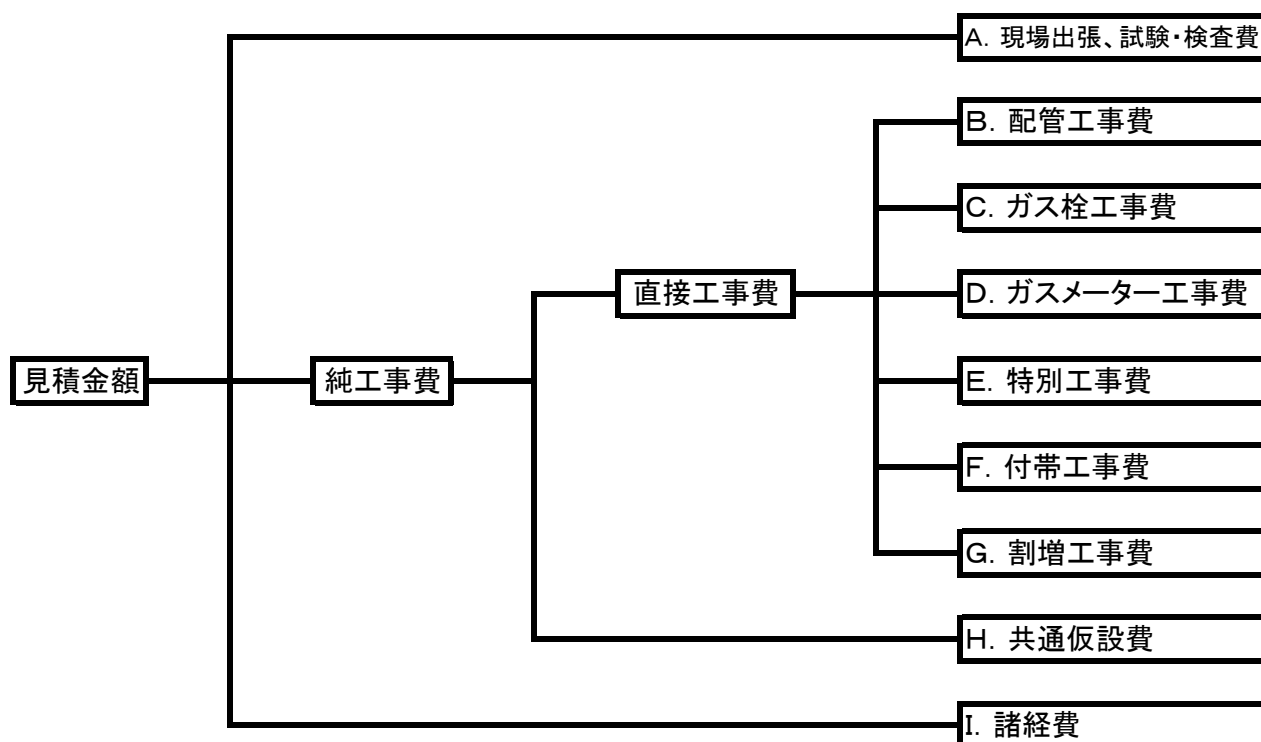 A. 現場出張、試験・検査費
B. 配管工事費
C. ガス栓工事費
直接工事費
D. ガスメーター工事費
見積金額
純工事費
E. 特別工事費
F. 付帯工事費
G. 割増工事費
H. 共通仮設費
I. 諸経費